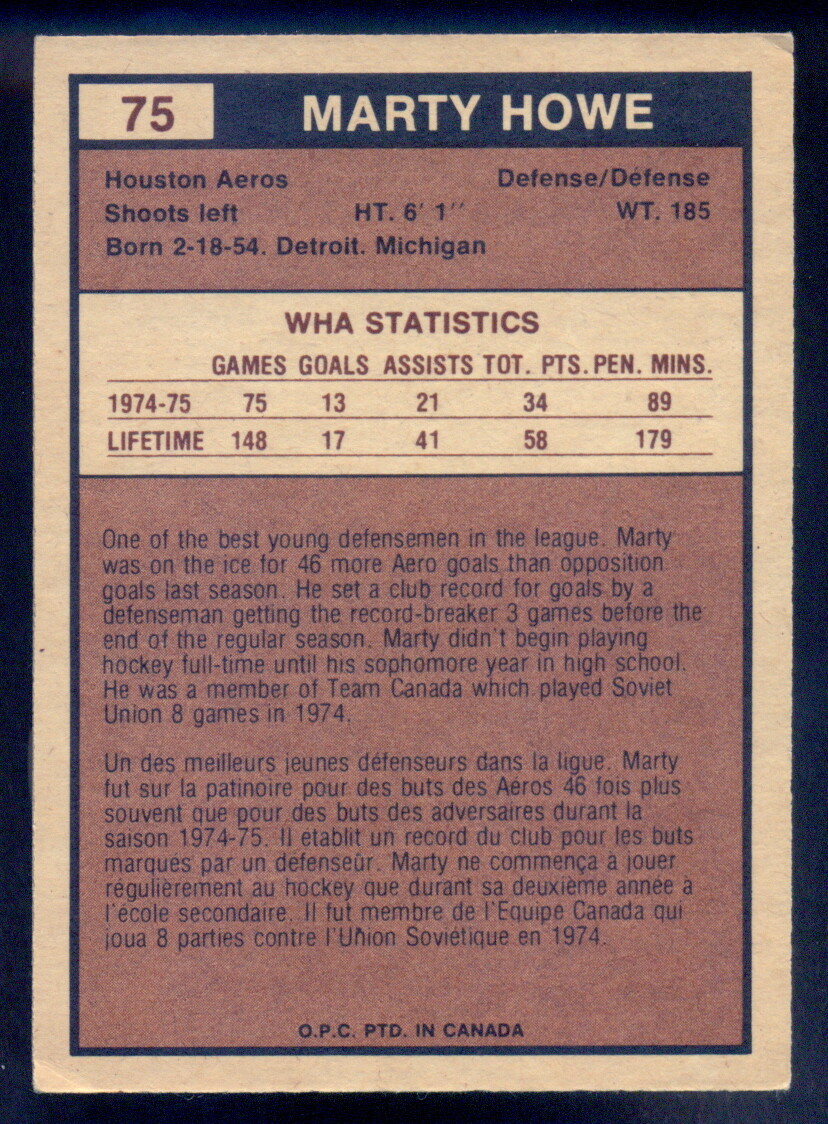 75 MARTY HOWE
Houston Aeros Defense/Défense
Shoots left HT. 6' 1'' WT. 185
Born 2-18-54. Detroit. Michigan
WHA STATISTICS
GAMES GOALS ASSISTS TOT. PTS. PEN. MINS.
1974-75 75 13 21 34 89
LIFETIME 148 17 41 58 179
One of the best young defensemen in the league. Marty
was on the ice for 46 more Aero goals than opposition
goals last season. He set a club record for goals by a
defenseman getting the record-breaker 3 games before the
end of the regular season. Marty didn't begin playing
hockey full-time until his sophomore year in high school.
He was a member of Team Canada which played Soviet
Union 8 games in 1974.
Un des meilleurs jeunes défenseurs dans la ligue. Marty
fut sur la patinoire pour des buts des Aéros 46 fois plus
souvent que pour des buts des adversaires durant la
saison 1974-75. Il etablit un record du club pour les buts
marqués par un défenseur. Marty ne commença à jouer
régulièrement au hockey que durant sa deuxième année à
l'école secondaire. Il fut membre de l'Equipe Canada qui
joua 8 parties contre l'Union Soviétique en 1974.
O.P.C. PTD. IN CANADA